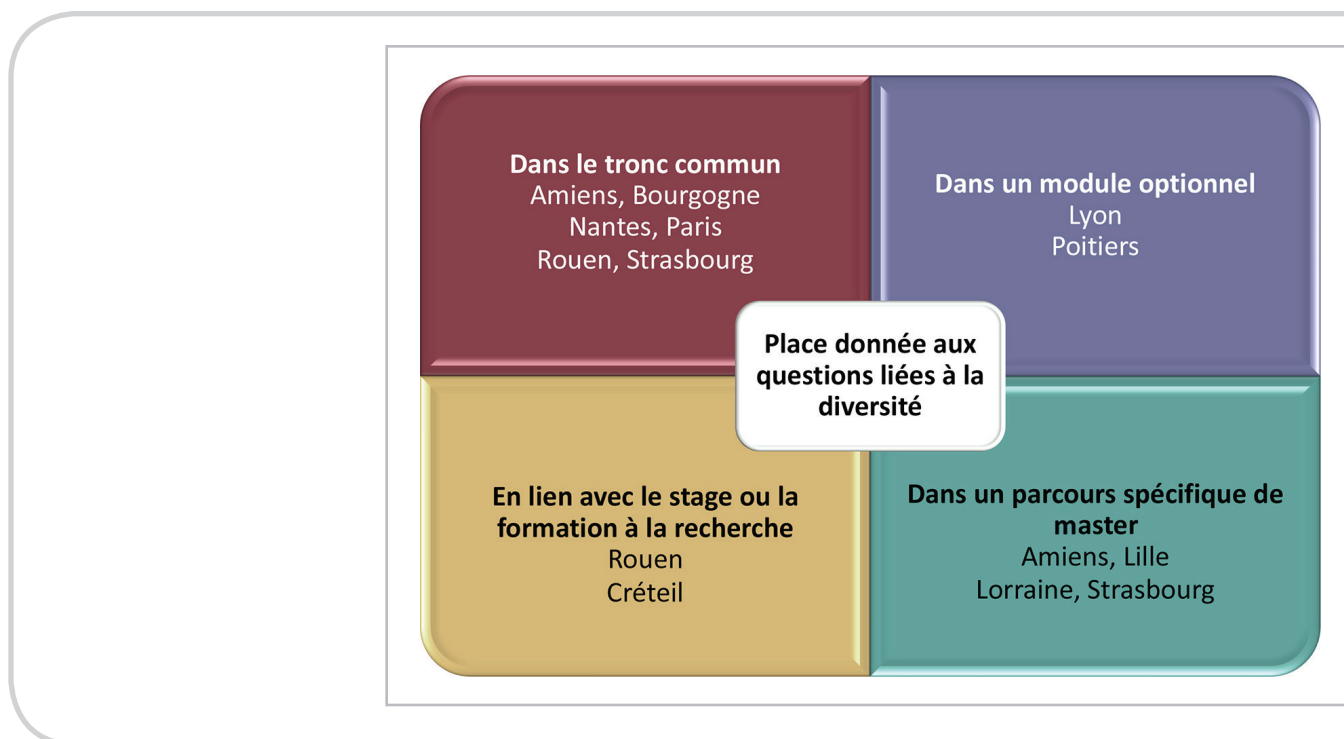 Dans le tronc commun
Amiens, Bourgogne
Nantes, Paris
Rouen, Strasbourg
Dans un module optionnel
Lyon
Poitiers
Place donnée aux
questions liées à la
diversité
En lien avec le stage ou la
formation à la recherche
Rouen
Créteil
Dans un parcours spécifique de
master
Amiens, Lille
Lorraine, Strasbourg